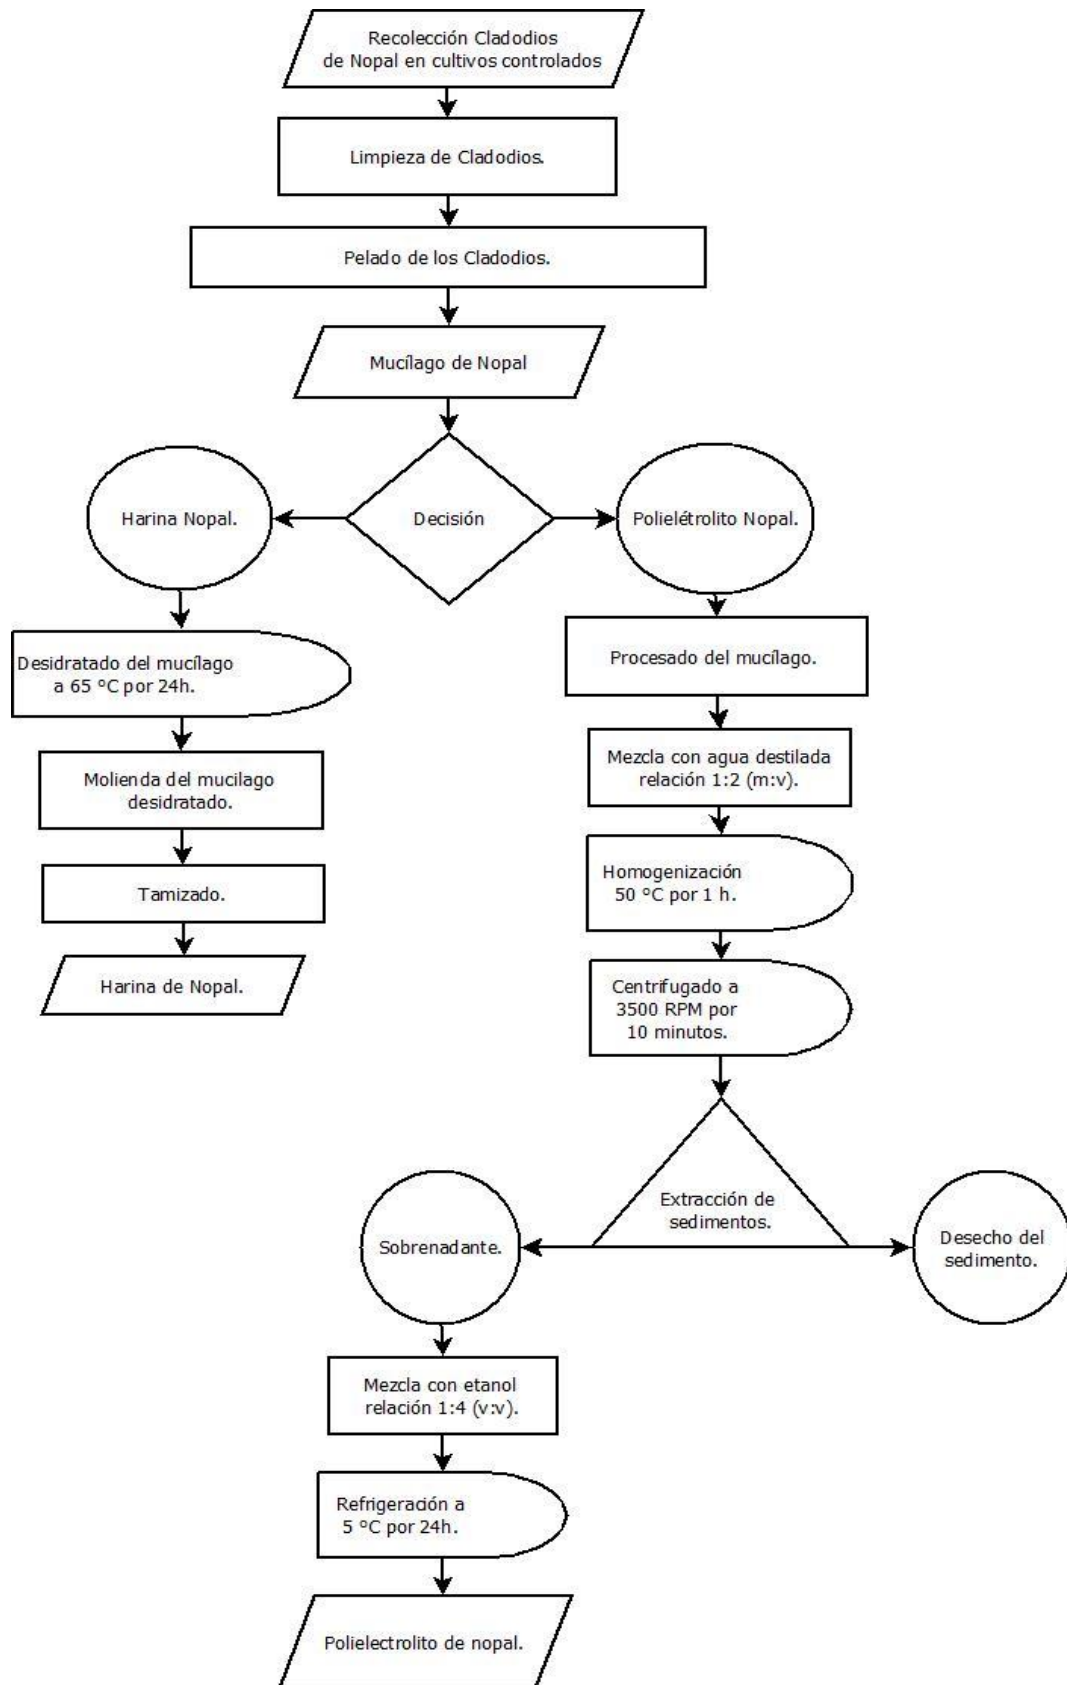 Recolección Cladodios
de Nopal en cultivos controlados
Limpieza de Cladodios.
Pelado de los Cladodios.
Mucílago de Nopal
Decisión
Harina Nopal.
Polielétrolito Nopal.
Desidratado del mucílago
a 65 ºC por 24h.
Molienda del mucilago
desidratado.
Tamizado.
Harina de Nopal.
Procesado del mucílago.
Mezcla con agua destilada
relación 1:2 (m:v).
Homogenización
50 ºC por 1 h.
Centrifugado a
3500 RPM por
10 minutos.
Extracción de
sedimentos.
Sobrenadante.
Desecho del
sedimento.
Mezcla con etanol
relación 1:4 (v:v).
Refrigeración a
5 ºC por 24h.
Polielectrolito de nopal.